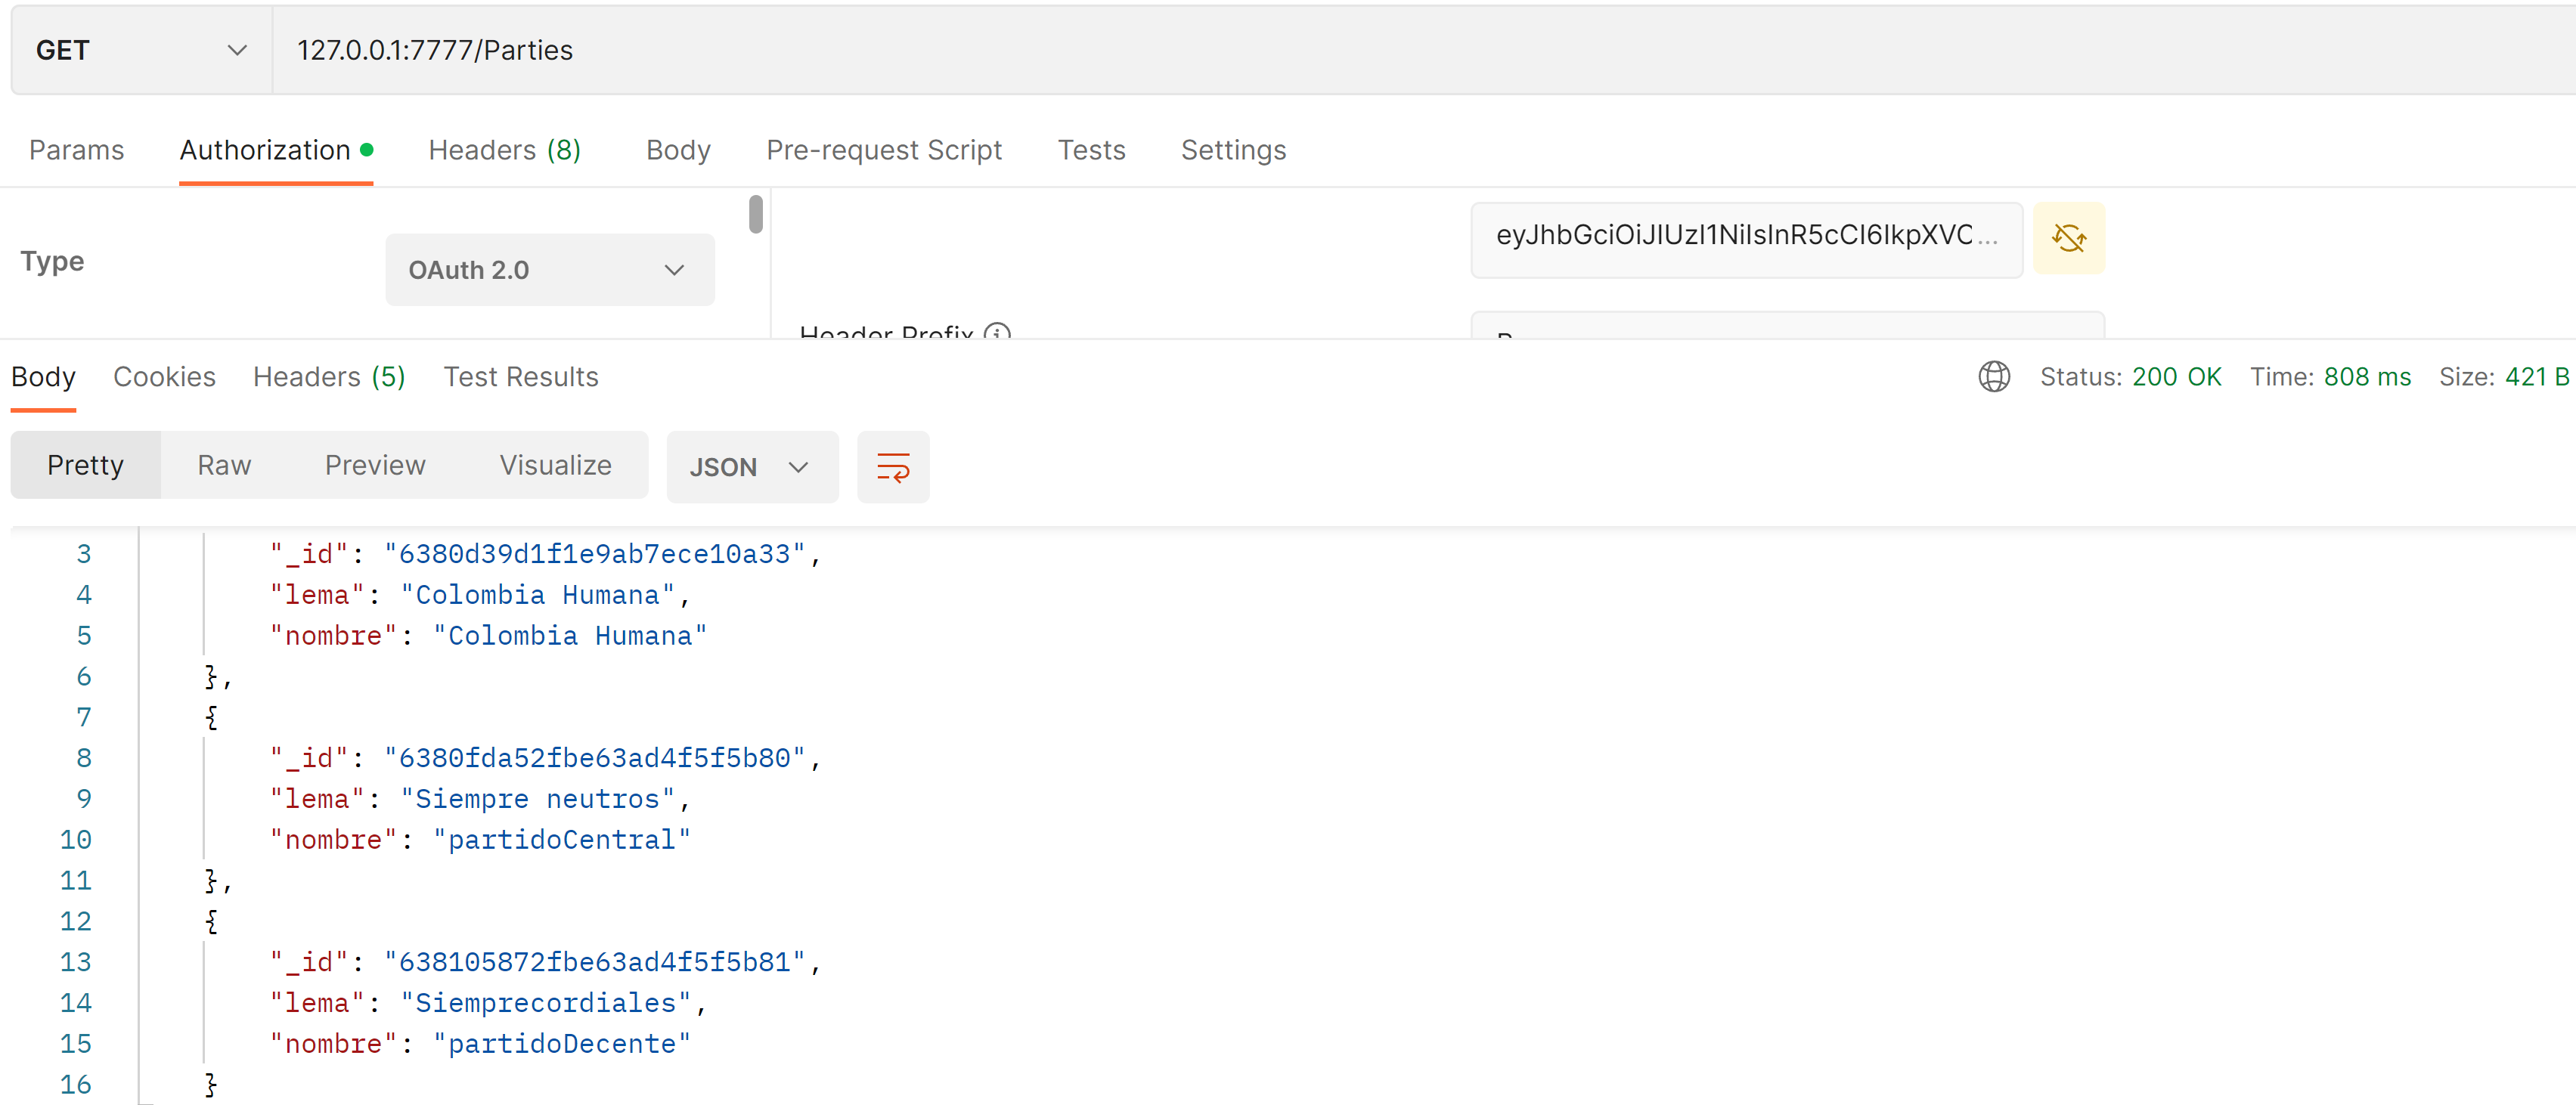 GET 127.0.0.1:7777/Parties
Params Authorization Headers (8) Body Pre-request Script Tests Settings
eyJhbGciOiJIUzI1NiIsInR5cCI6IkpXVC...
Type OAuth 2.0
Header Prefix
Body Cookies Headers (5) Test Results Status: 200 OK Time: 808 ms Size: 421 B
Pretty Raw Preview Visualize JSON
3 "_id": "6380d39d1f1e9ab7ece10a33",
4 "lema": "Colombia Humana",
5 "nombre": "Colombia Humana"
6 },
7 {
8 "_id": "6380fda52fbe63ad4f5f5b80",
9 "lema": "Siempre neutros",
10 "nombre": "partidoCentral"
11 },
12 {
13 "_id": "638105872fbe63ad4f5f5b81",
14 "lema": "Siemprecordiales",
15 "nombre": "partidoDecente"
16 }